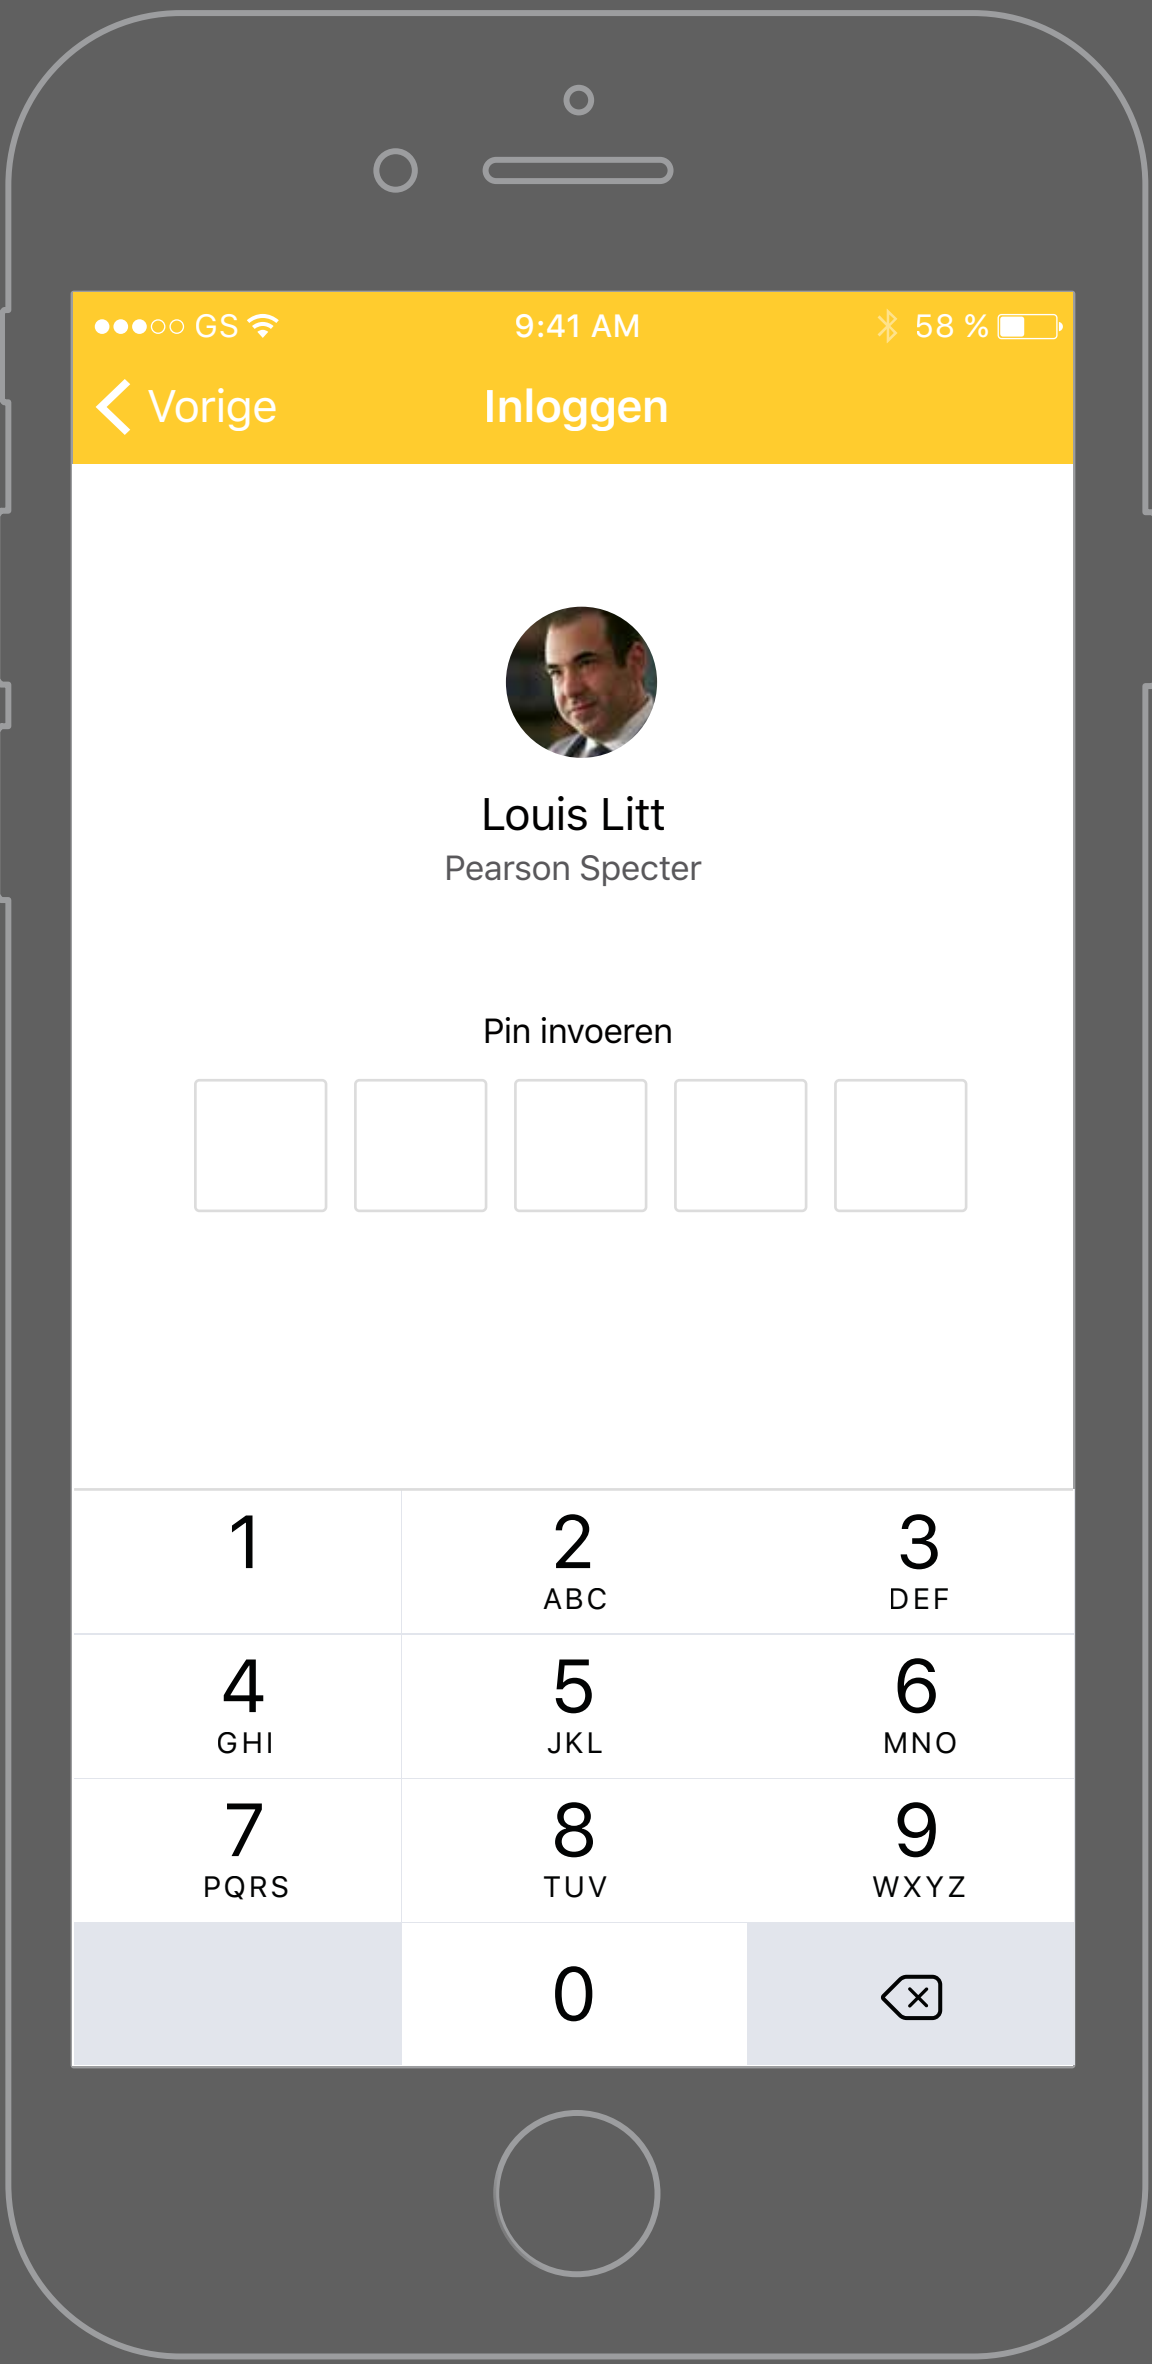 GS 9:41 AM 58 %
Vorige Inloggen
Louis Litt
Pearson Specter
Pin invoeren
1 2 3
ABC DEF
4 5 6
GHI JKL MNO
7 8 9
PQRS TUV WXYZ
0